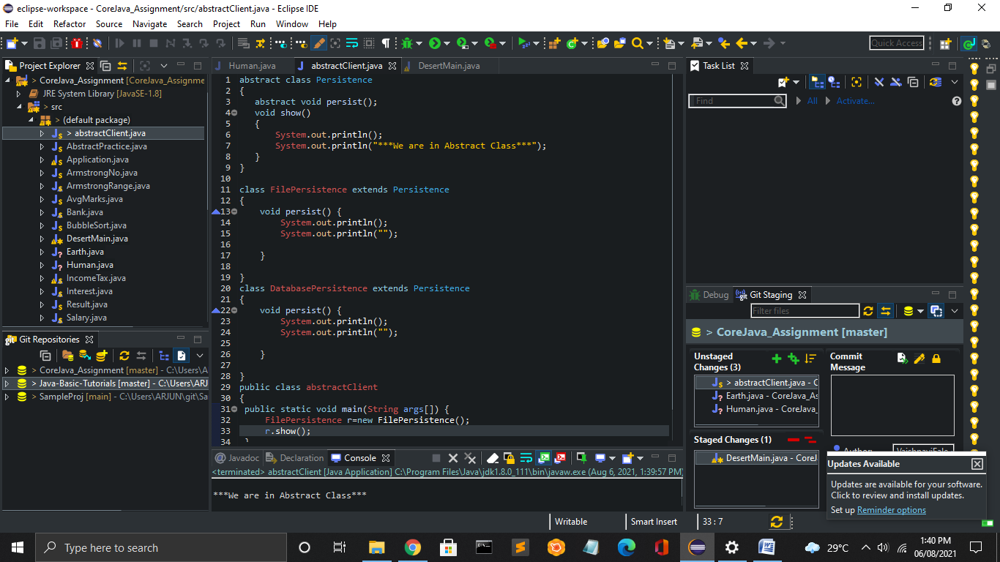 eclipse-workspace - CoreJava_Assignment/src/abstractClient.java - Eclipse IDE
File Edit Refactor Source Navigate Search Project Run Window Help
Quick Access
Project Explorer
> CoreJava_Assignment [CoreJava_Assignme
JRE System Library [JavaSE-1.8]
> src
> (default package)
> abstractClient.java
AbstractPractice.java
Application.java
ArmstrongNo.java
ArmstrongRange.java
AvgMarks.java
Bank.java
BubbleSort.java
DesertMain.java
Earth.java
Human.java
IncomeTax.java
Interest.java
Result.java
Salary.java
Git Repositories
> CoreJava_Assignment [master] - C:\Users\A
> Java-Basic-Tutorials [master] - C:\Users\ARJ
> SampleProj [main] - C:\Users\ARJUN\git\Sa
Human.java abstractClient.java DesertMain.java
1 abstract class Persistence
2 {
3 abstract void persist();
4 void show()
5 {
6 System.out.println();
7 System.out.println("***We are in Abstract Class***");
8 }
9 }
10
11 class FilePersistence extends Persistence
12 {
13 void persist() {
14 System.out.println();
15 System.out.println("");
16
17 }
18
19 }
20 class DatabasePersistence extends Persistence
21 {
22 void persist() {
23 System.out.println();
24 System.out.println("");
25
26 }
27
28 }
29 public class abstractClient
30 {
31 public static void main(String args[]) {
32 FilePersistence r=new FilePersistence();
33 r.show();
34 }
Javadoc Declaration Console
<terminated> abstractClient [Java Application] C:\Program Files\Java\jdk1.8.0_111\bin\javaw.exe (Aug 6, 2021, 1:39:57 PM)
***We are in Abstract Class***
Task List
Find All Activate...
Debug Git Staging
Filter files
> CoreJava_Assignment [master]
Unstaged Changes (3)
> abstractClient.java - C
Earth.java - CoreJava_As
Human.java - CoreJava_
Staged Changes (1)
DesertMain.java - CoreJ
Commit Message
Author:
Updates Available
Updates are available for your software.
Click to review and install updates.
Set up Reminder options
Writable Smart Insert 33 : 7
Type here to search
29°C
1:40 PM
06/08/2021